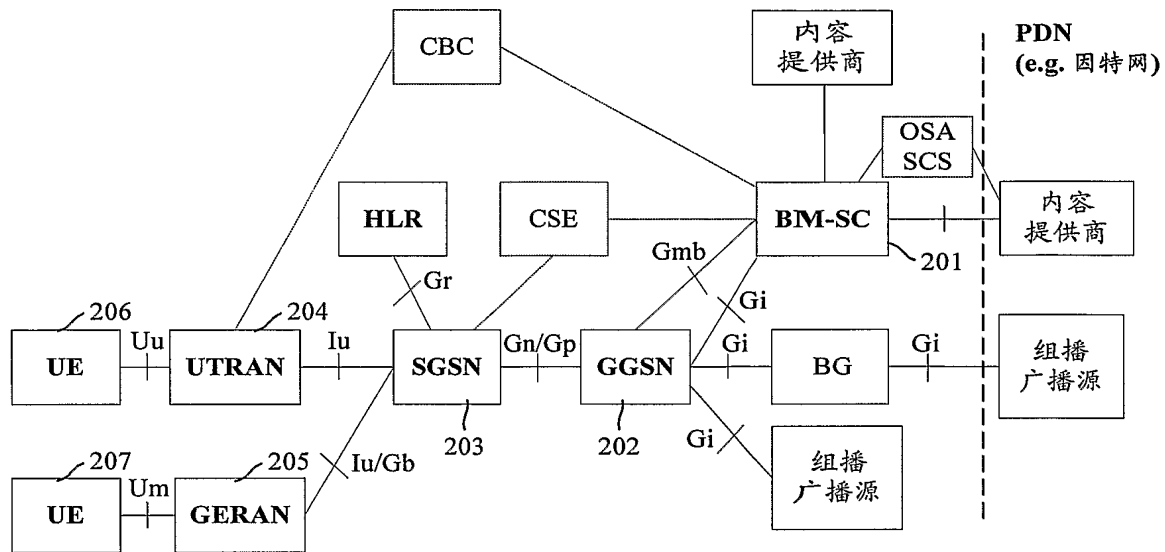 CBC
内容
提供商
PDN
(e.g. 因特网)
OSA
SCS
HLR
CSE
BM-SC
内容
提供商
201
Gmb
Gr
Gi
206
204
Uu
Iu
Gn/Gp
Gi
Gi
UE
UTRAN
SGSN
GGSN
BG
组播
广播源
203
202
Gi
207
205
Iu/Gb
Um
组播
广播源
UE
GERAN